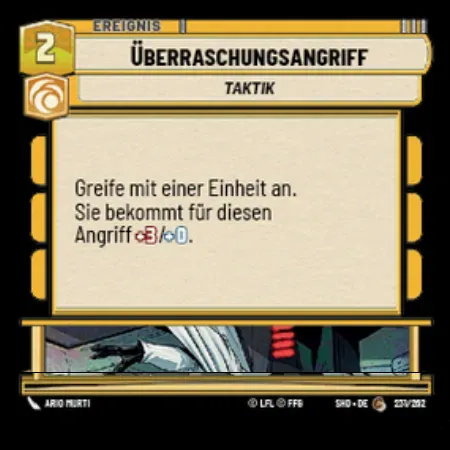 EREIGNIS
2
ÜBERRASCHUNGSANGRIFF
TAKTIK
Greife mit einer Einheit an.
Sie bekommt für diesen
Angriff +3/+0.
ARIO MURTI
© LFL © FFG
SHD • DE
231/262